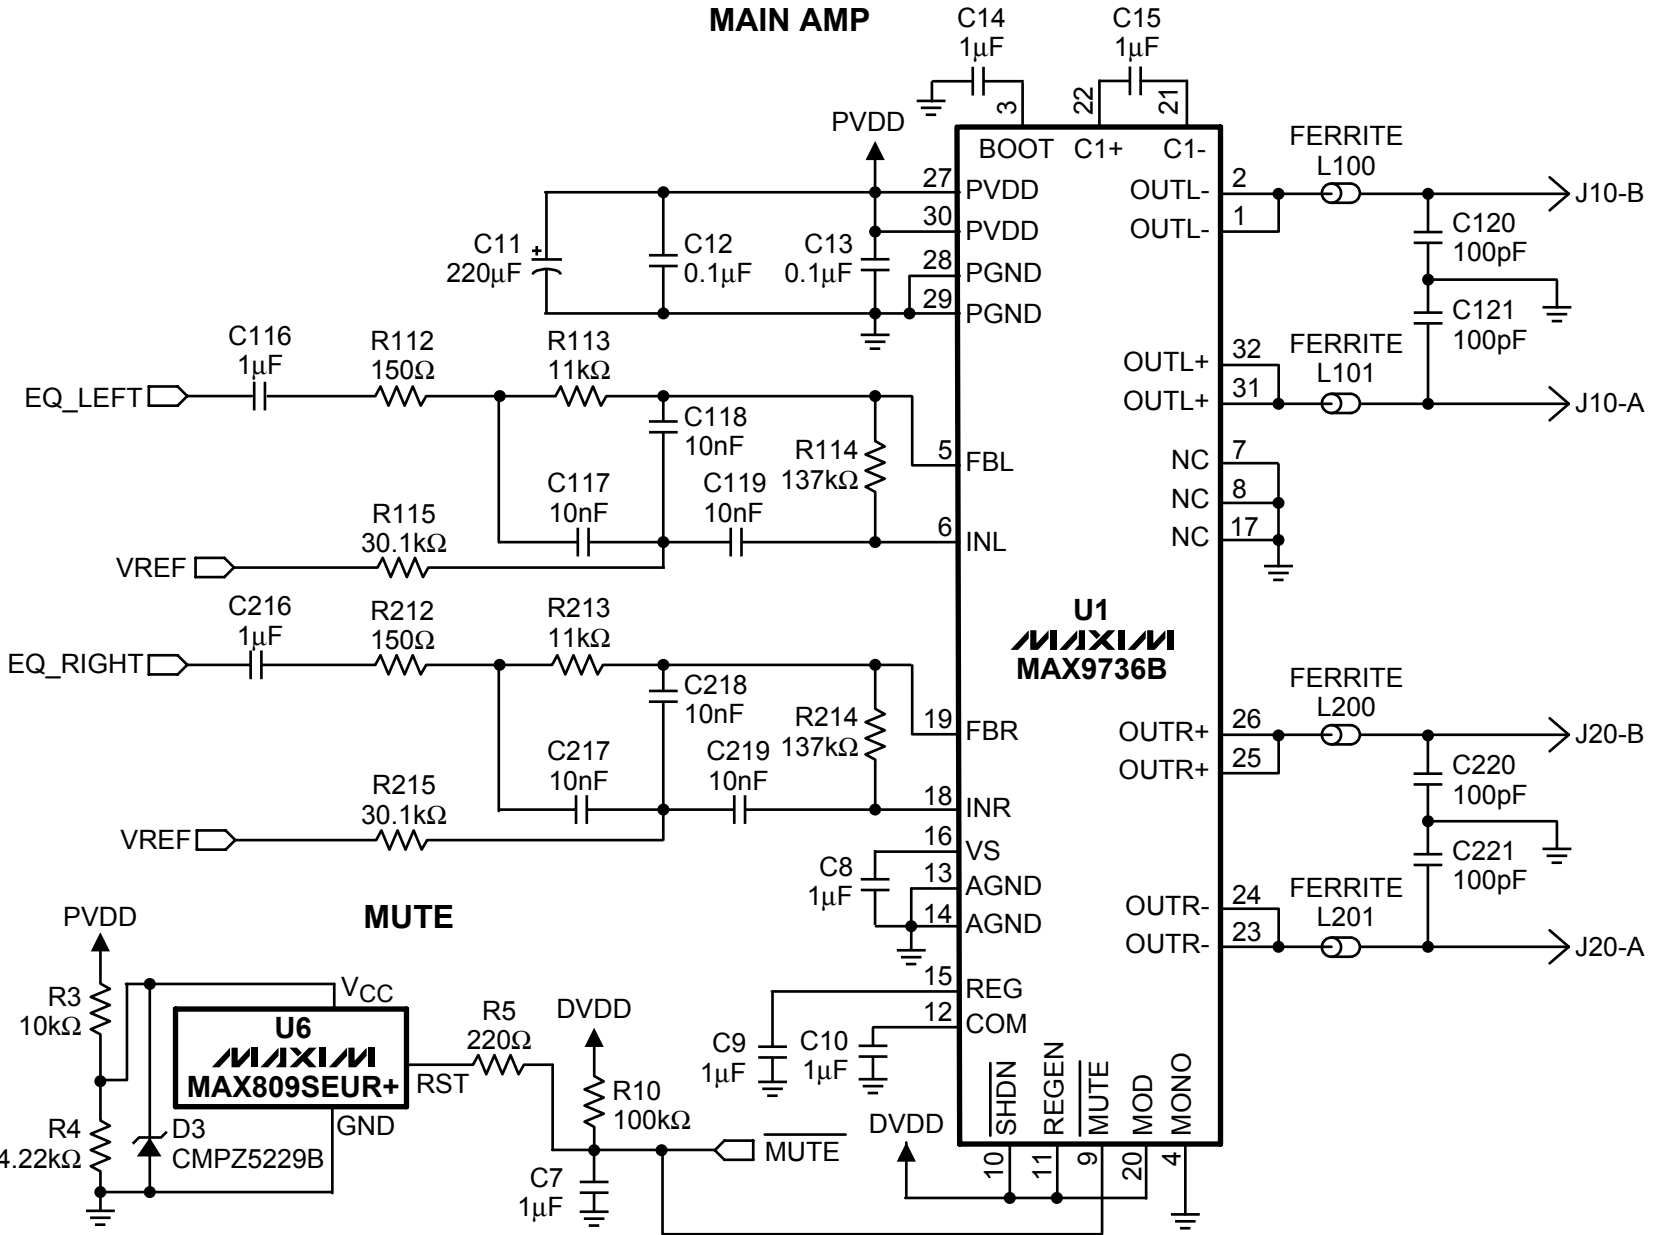 MAIN AMP
C14
1µF
C15
1µF
3
22
21
PVDD
BOOT C1+ C1-
27 PVDD
30 PVDD
28 PGND
29 PGND
C11
220µF
+
C12
0.1µF
C13
0.1µF
OUTL- 2
OUTL- 1
FERRITE
L100
J10-B
C120
100pF
C121
100pF
OUTL+ 32
OUTL+ 31
FERRITE
L101
J10-A
EQ_LEFT
C116
1µF
R112
150Ω
R113
11kΩ
C118
10nF
R114
137kΩ
5 FBL
C117
10nF
C119
10nF
6 INL
R115
30.1kΩ
VREF
NC 7
NC 8
NC 17
U1
MAXIM
MAX9736B
EQ_RIGHT
C216
1µF
R212
150Ω
R213
11kΩ
C218
10nF
R214
137kΩ
19 FBR
C217
10nF
C219
10nF
18 INR
R215
30.1kΩ
VREF
16 VS
13 AGND
14 AGND
C8
1µF
OUTR+ 26
OUTR+ 25
FERRITE
L200
J20-B
C220
100pF
C221
100pF
OUTR- 24
OUTR- 23
FERRITE
L201
J20-A
15 REG
12 COM
C9
1µF
C10
1µF
SHDN
REGEN
MUTE
MOD
MONO
10
11
9
20
4
DVDD
MUTE
PVDD
R3
10kΩ
R4
4.22kΩ
D3
CMPZ5229B
VCC
U6
MAXIM
MAX809SEUR+
RST
GND
R5
220Ω
DVDD
R10
100kΩ
C7
1µF
MUTE